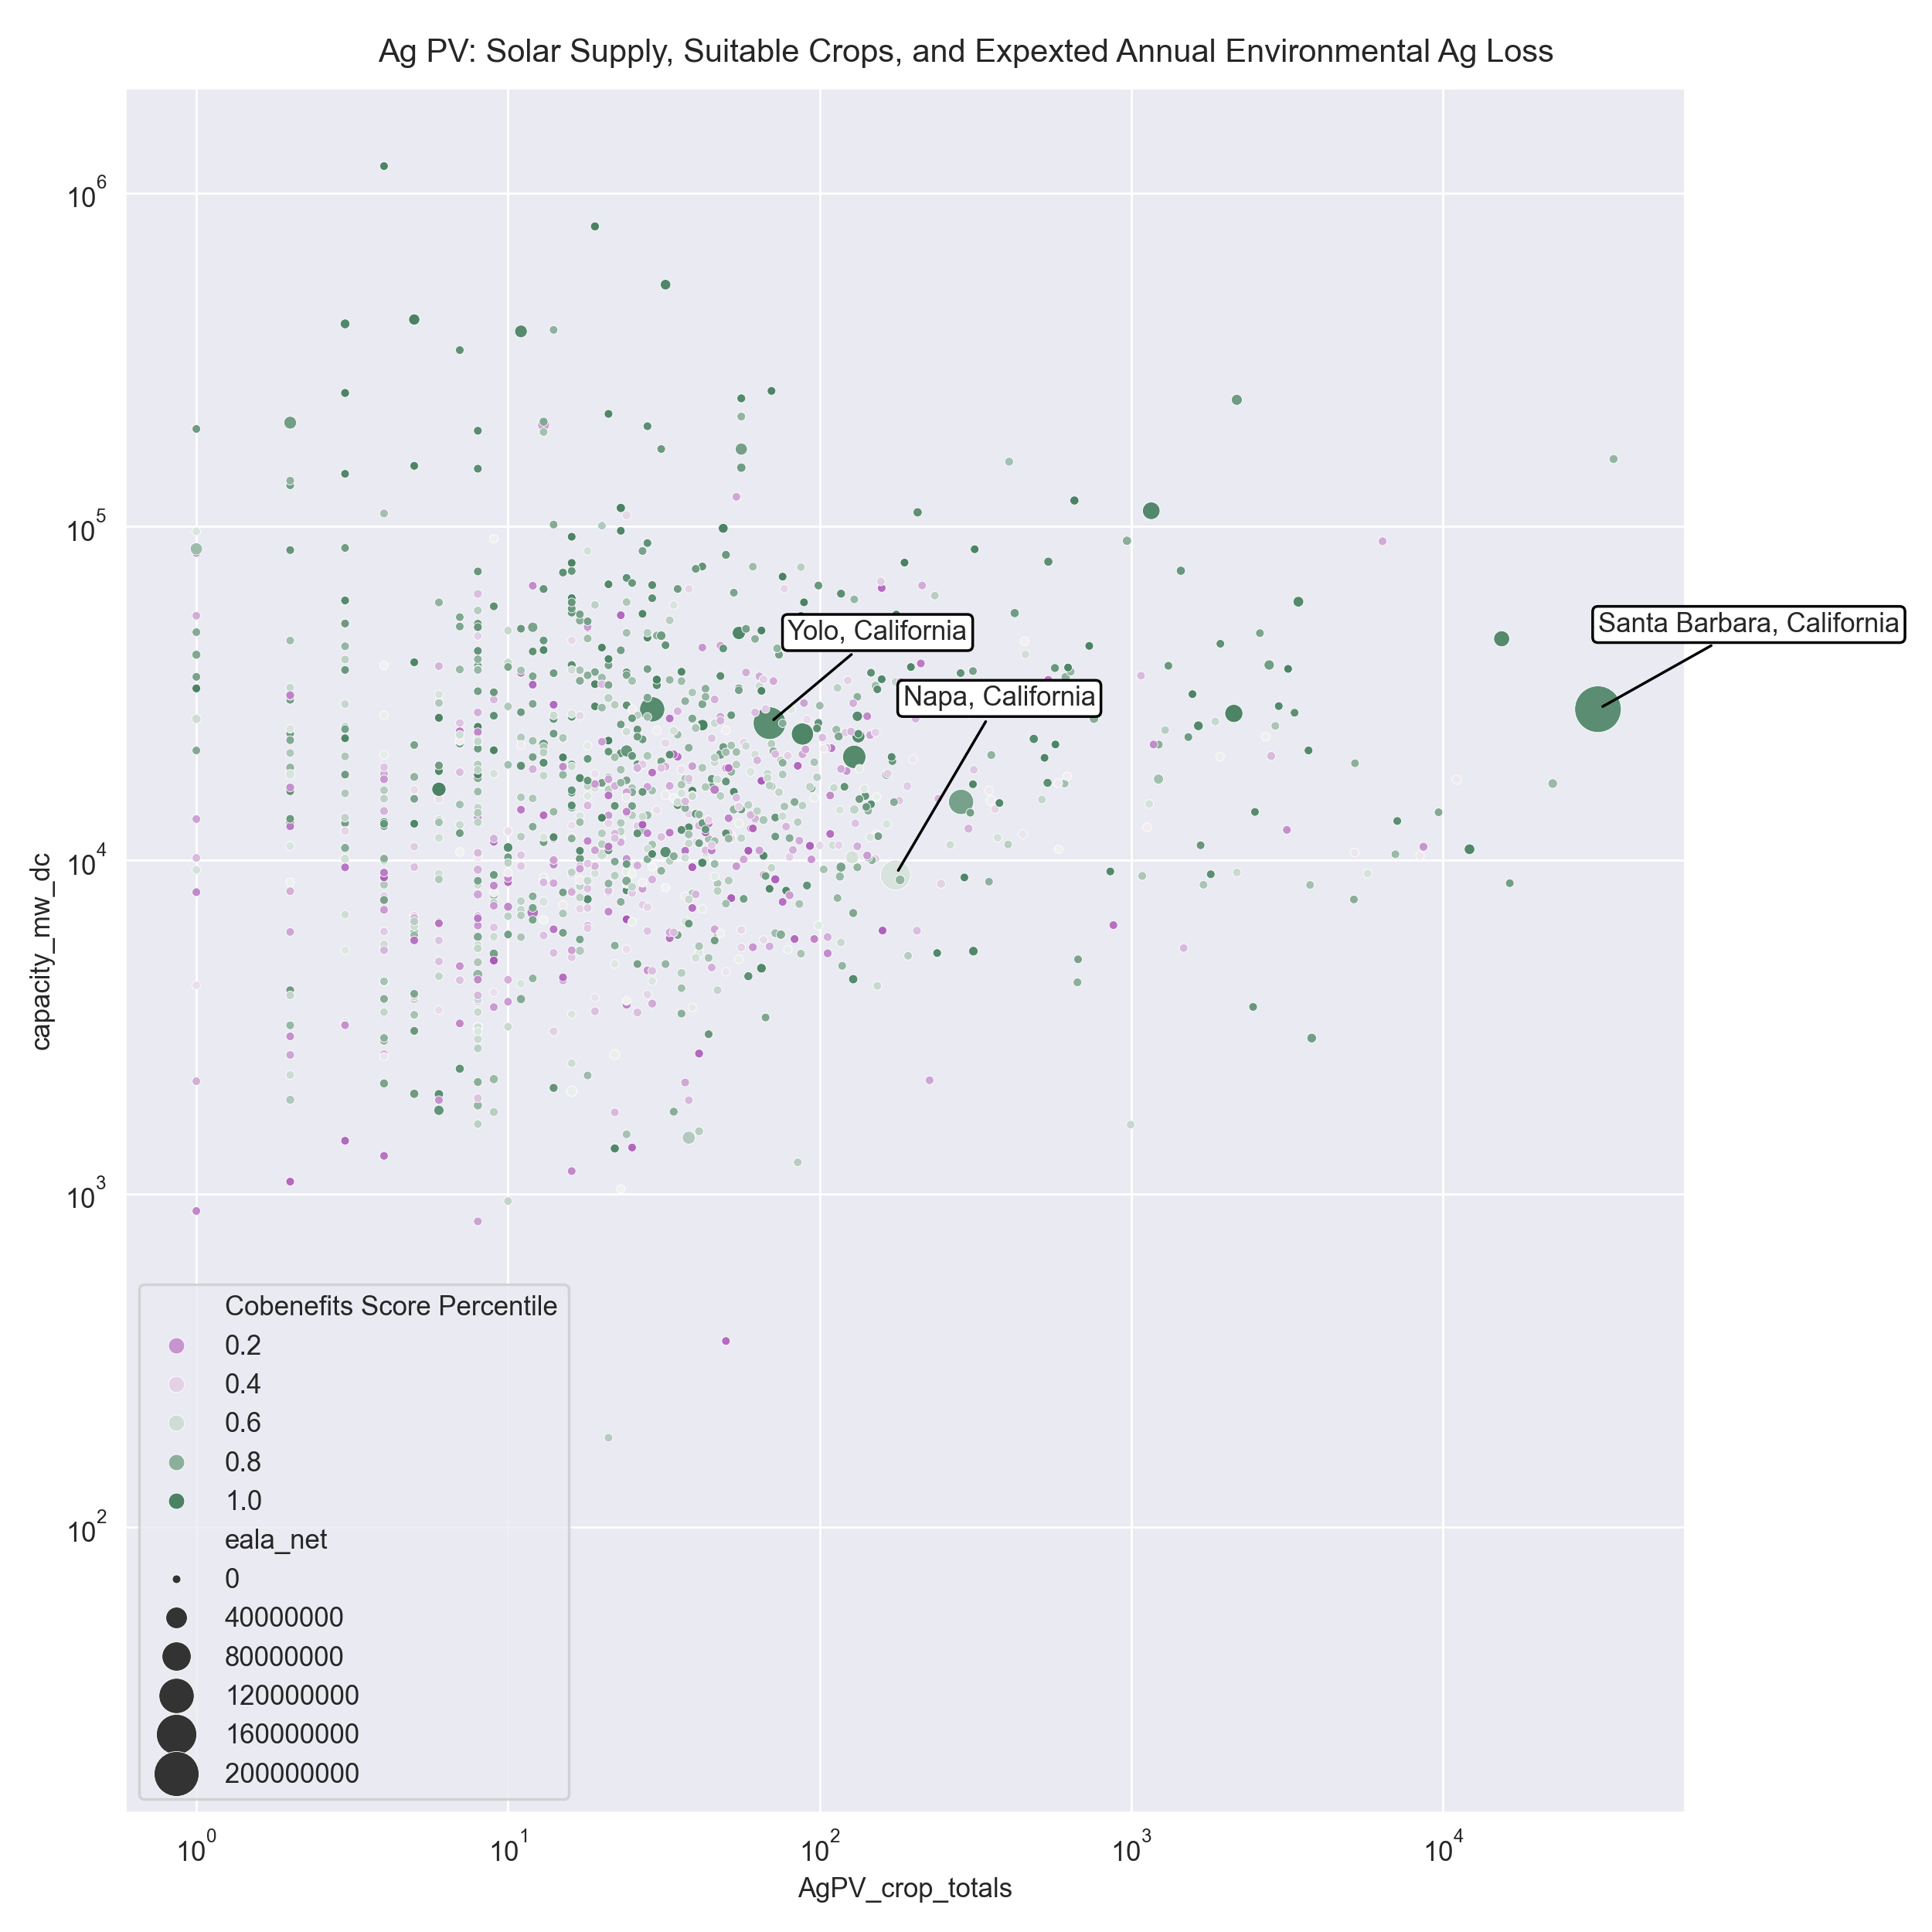 Ag PV: Solar Supply, Suitable Crops, and Expexted Annual Environmental Ag Loss
10^6
10^5
10^4
10^3
10^2
capacity_mw_dc
Yolo, California
Santa Barbara, California
Napa, California
Cobenefits Score Percentile
0.2
0.4
0.6
0.8
1.0
eala_net
0
40000000
80000000
120000000
160000000
200000000
10^0
10^1
10^2
10^3
10^4
AgPV_crop_totals